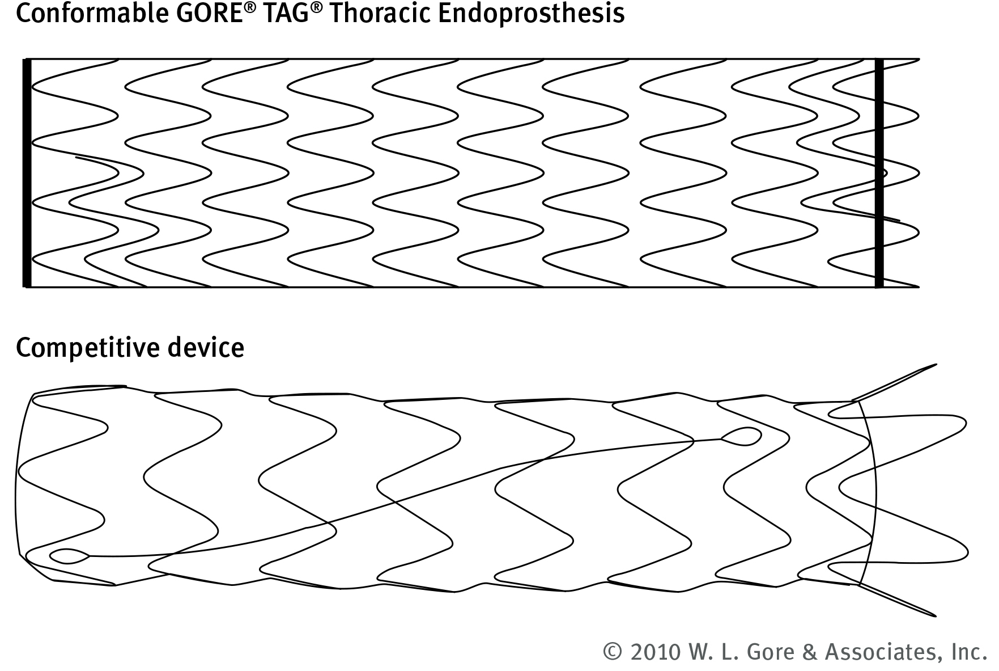 Conformable GORE® TAG® Thoracic Endoprosthesis
Competitive device
© 2010 W. L. Gore & Associates, Inc.